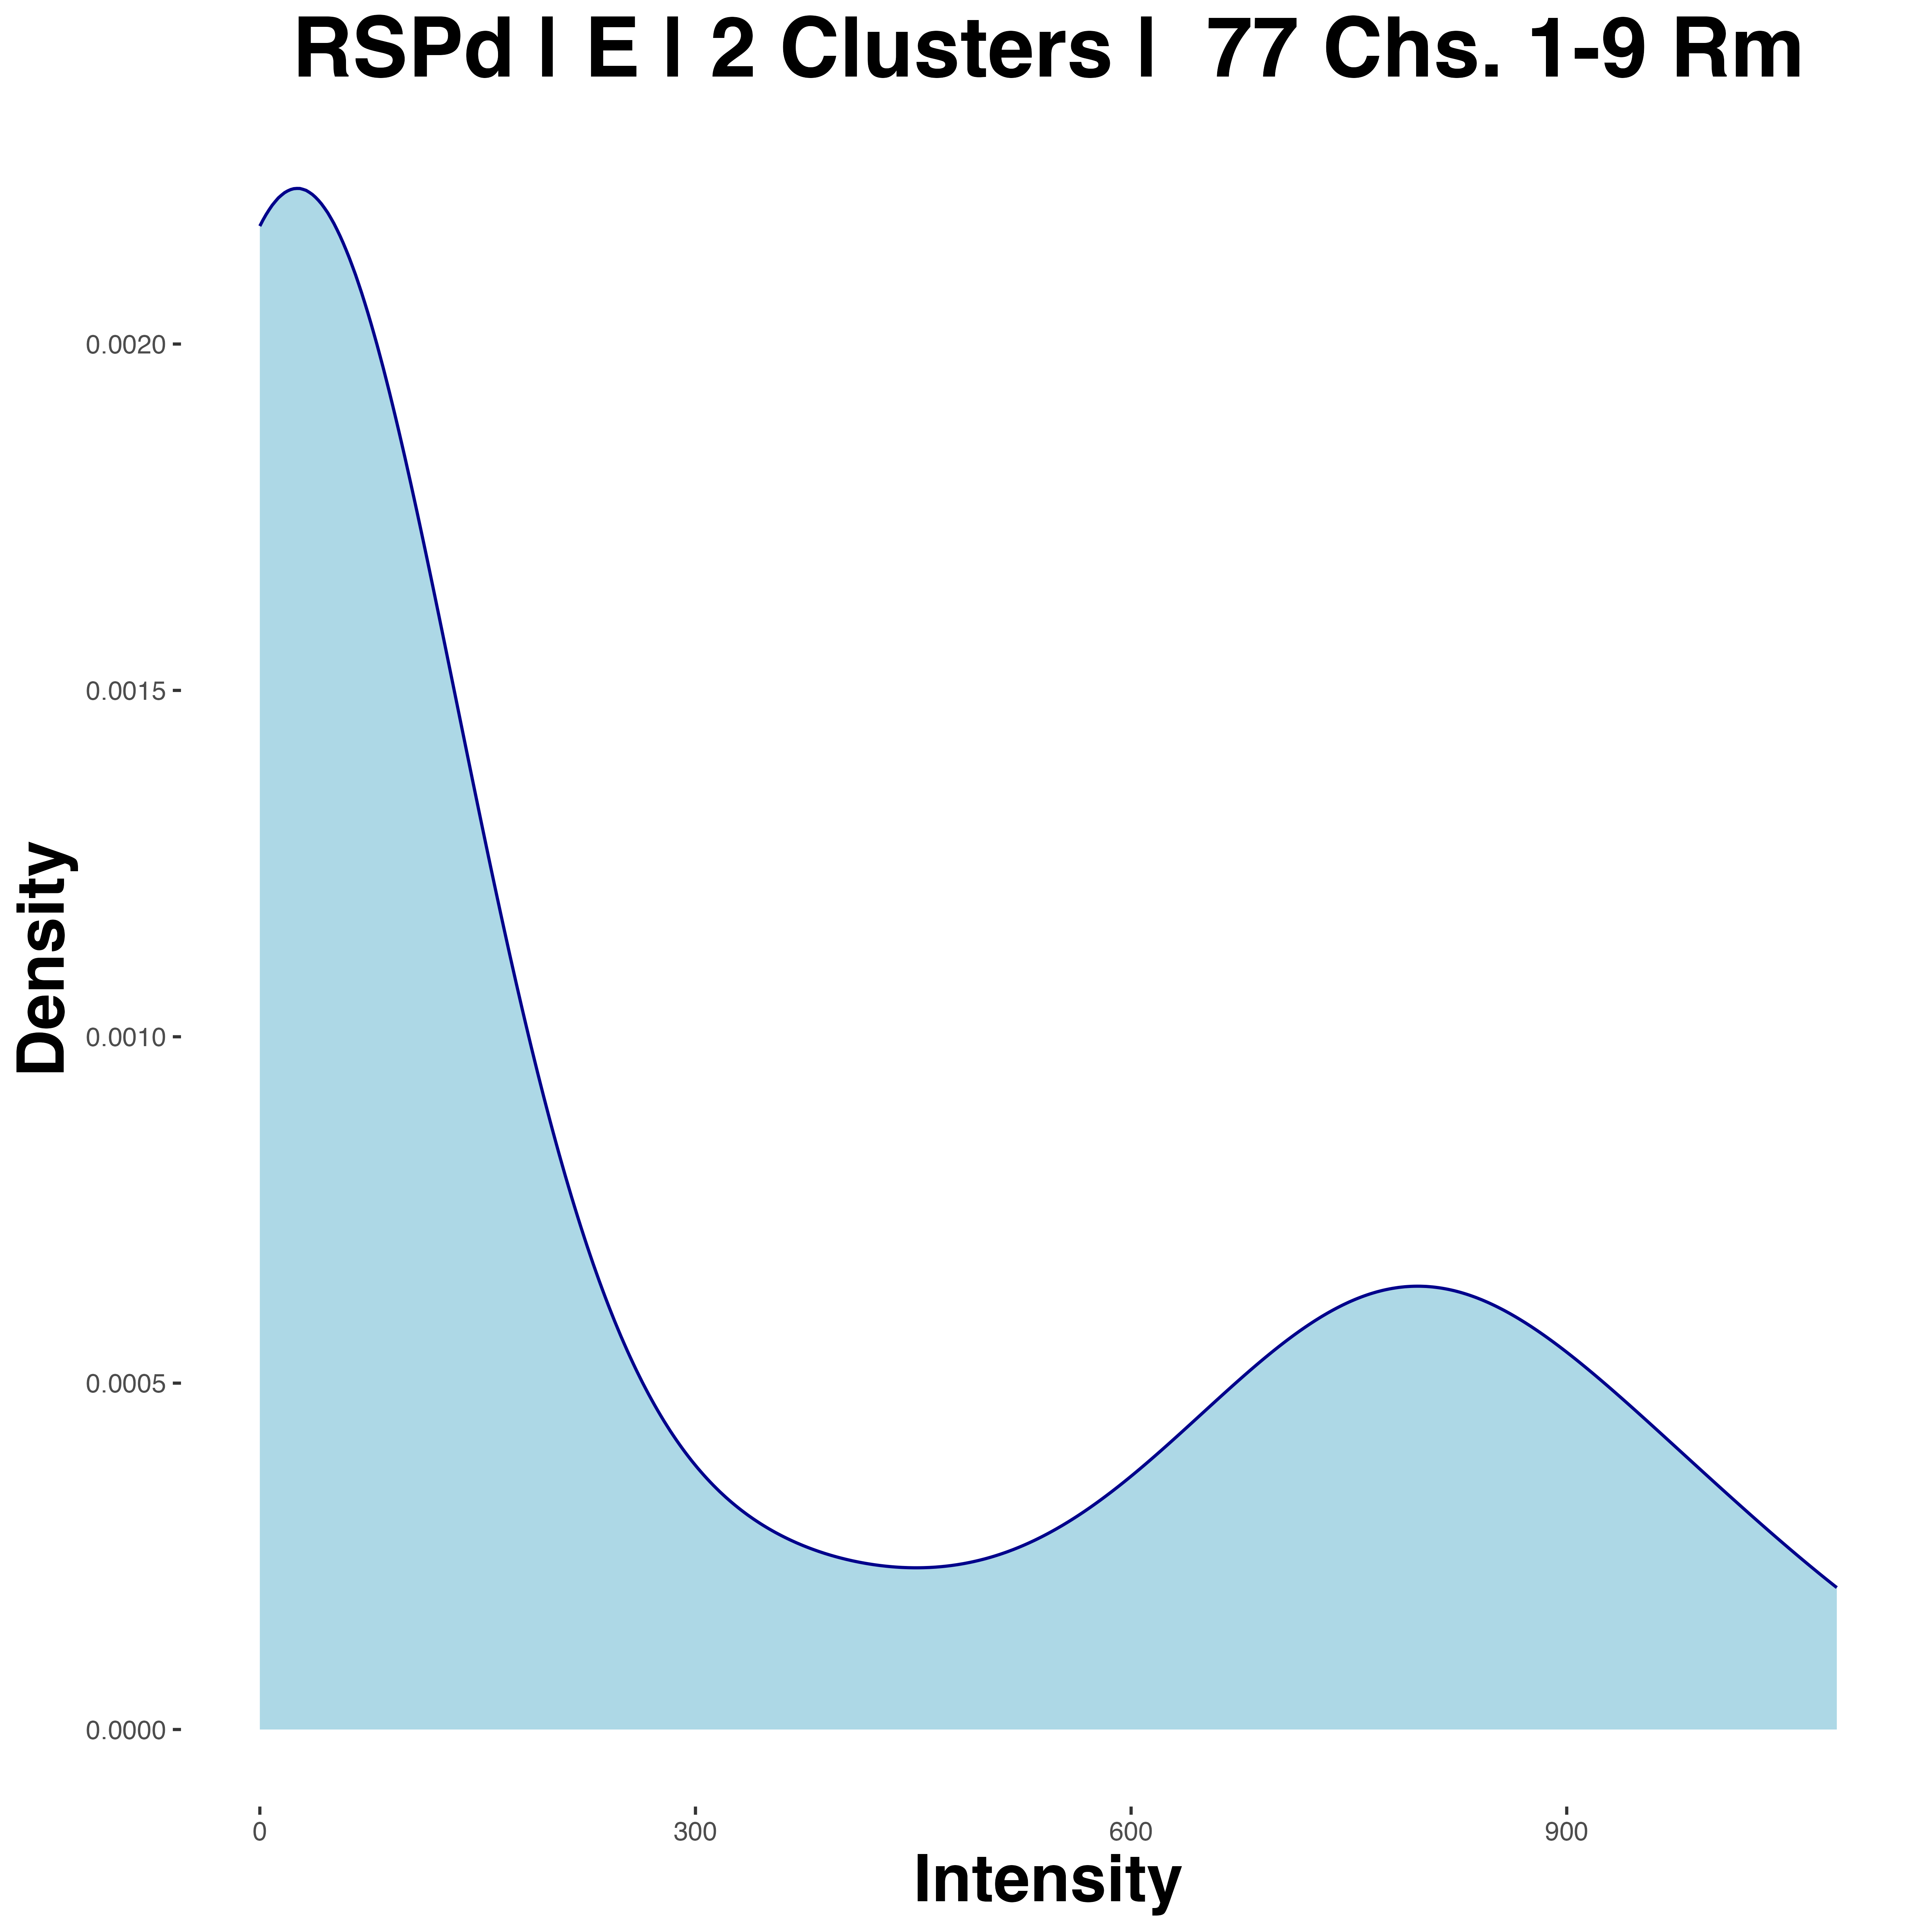 RSPd | E | 2 Clusters | 77 Chs. 1-9 Rm
Density
0.0020
0.0015
0.0010
0.0005
0.0000
0 300 600 900
Intensity